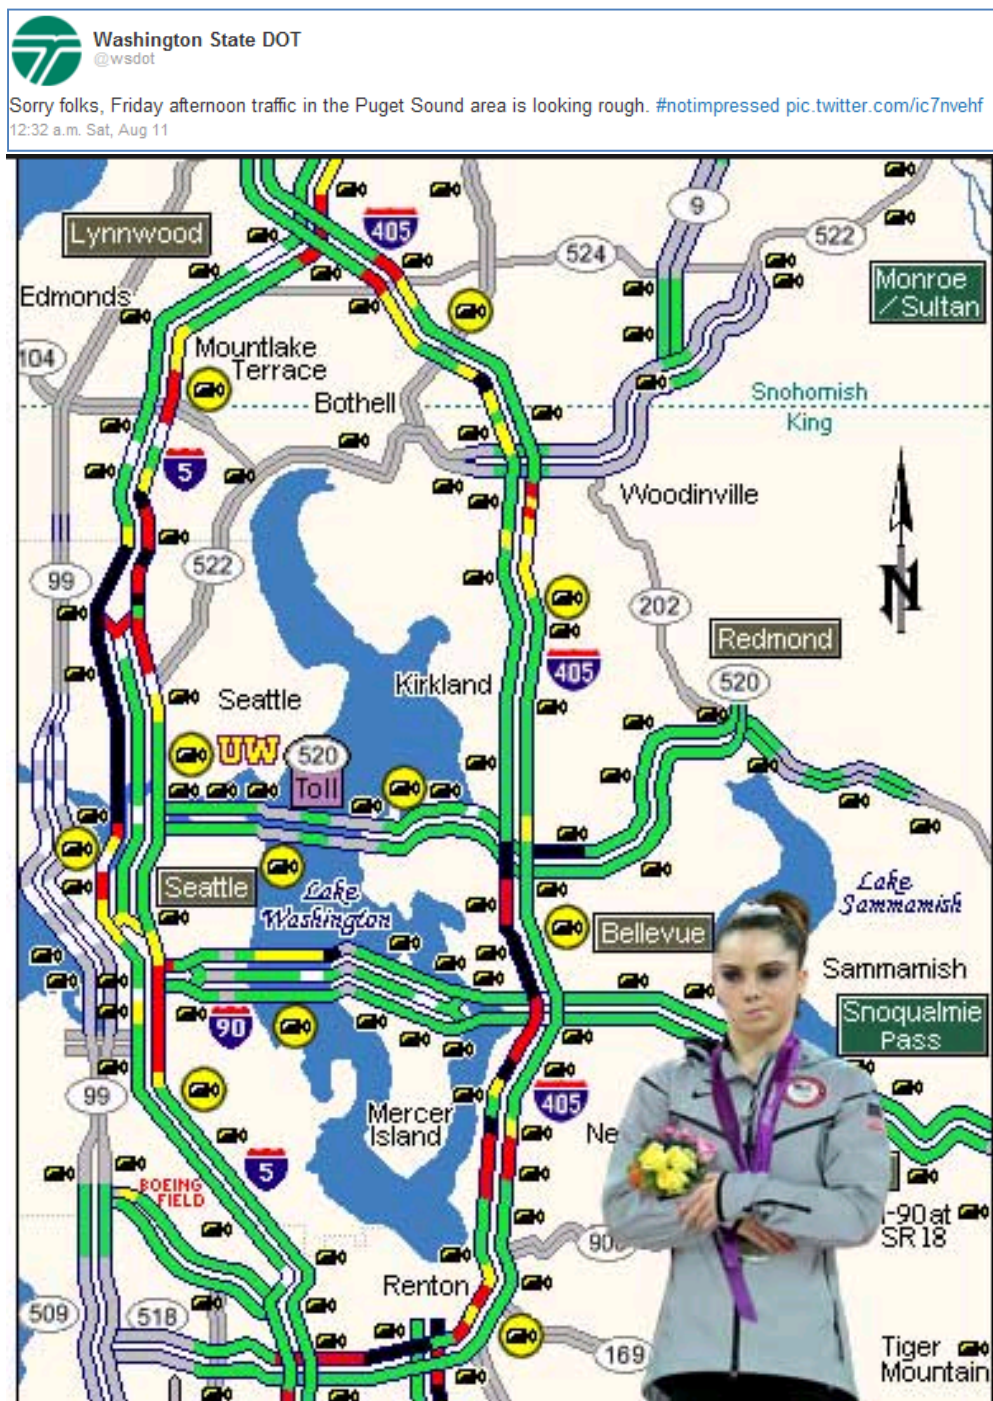 Washington State DOT
@wsdot
Sorry folks, Friday afternoon traffic in the Puget Sound area is looking rough. #notimpressed pic.twitter.com/ic7nvehf
12:32 a.m. Sat, Aug 11
9
Lynnwood
405
524
522
Edmonds
Monroe
/Sultan
104
Mountlake
Terrace
Snohomish
Bothell
King
5
Woodinville
N
99
522
202
Redmond
Kirkland
405
520
Seattle
UW
520
Toll
Seattle
Lake
Washington
Lake
Sammamish
Bellevue
Sammamish
90
Snoqualmie
Pass
99
405
Mercer
Island
Ne
5
BOEING
FIELD
-90 at
SR 18
90
Renton
509
518
169
Tiger
Mountain